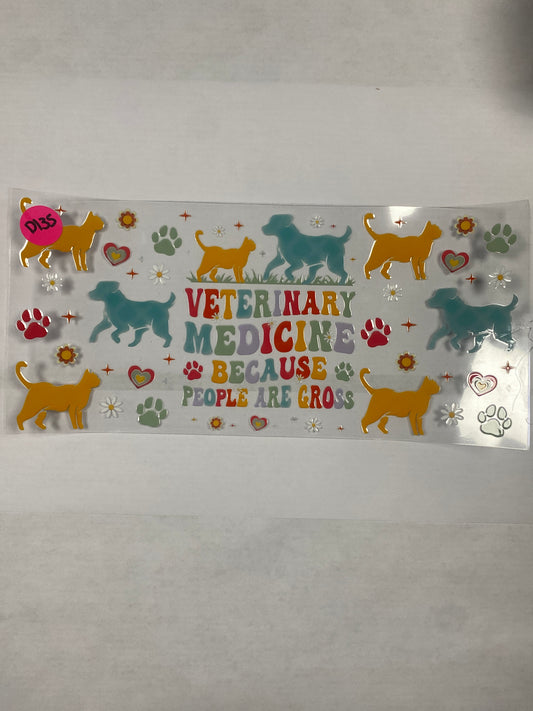 D135
VETERINARY
MEDICINE
BECAUSE
PEOPLE ARE GROSS